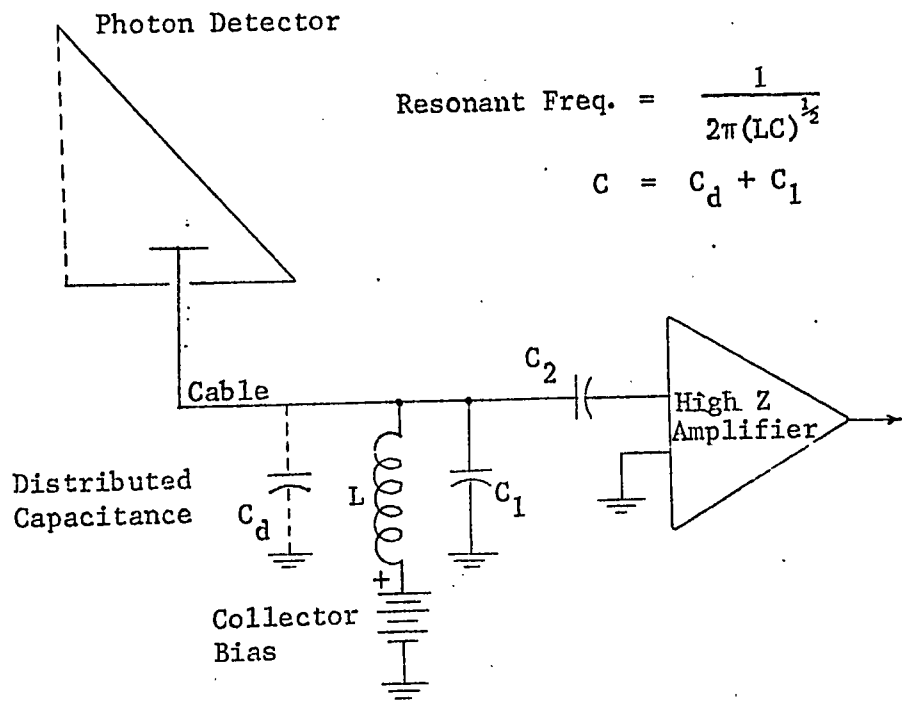 Photon Detector
Resonant Freq. = 1 / 2π(LC)^½
C = C_d + C_1
C_2
Cable
High Z
Amplifier
Distributed
Capacitance
C_d
L
C_1
+
Collector
Bias